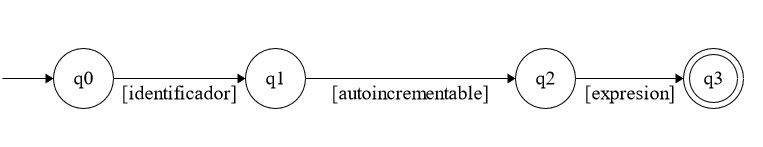 q0 q1 q2 q3
[identificador] [autoincrementable] [expresion]